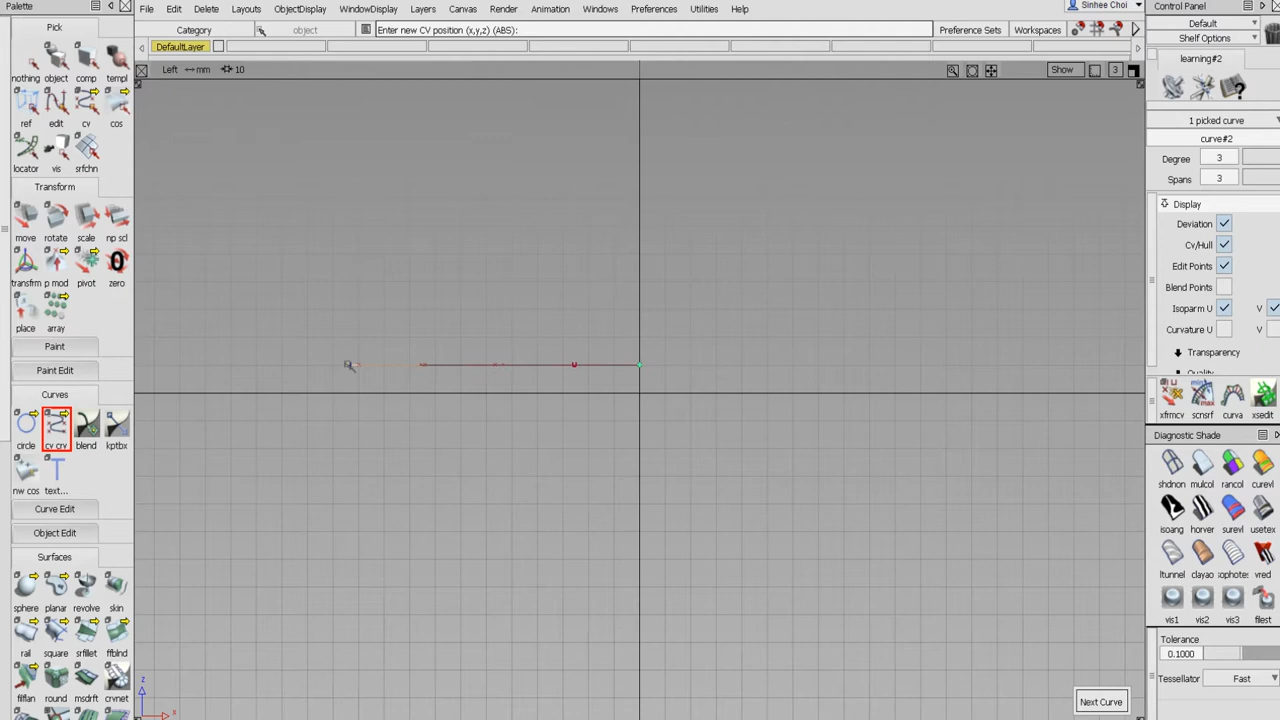 Palette
File Edit Delete Layouts ObjectDisplay WindowDisplay Layers Canvas Render Animation Windows Preferences Utilities Help
Sinhee Choi
Control Panel
Pick
Category
object
Enter new CV position (x,y,z) (ABS):
Preference Sets
Workspaces
Default
Shelf Options
DefaultLayer
learning#2
Left
mm
10
Show
3
nothing object comp templ
ref edit cv cos
locator vis srfchn
1 picked curve
curve#2
Degree 3
Spans 3
Transform
move rotate scale np scl
transfrm p mod pivot zero
place array
Display
Deviation
Cv/Hull
Edit Points
Blend Points
Isoparm U V
Curvature U V
Transparency
Paint
Paint Edit
Curves
circle cv crv blend kptbx
nw cos text...
xfrmcv scnsrf curva xsedit
Diagnostic Shade
shdnon mulcol rancol curevl
isoang horver surevl usetex
ltunnel clayao vred
vis1 vis2 vis3 filest
Curve Edit
Object Edit
Surfaces
sphere planar revolve skin
rail square srfillet ffblnd
filflan round msdrft crvnet
Tolerance
0.1000
Tessellator Fast
Next Curve
z
x
U